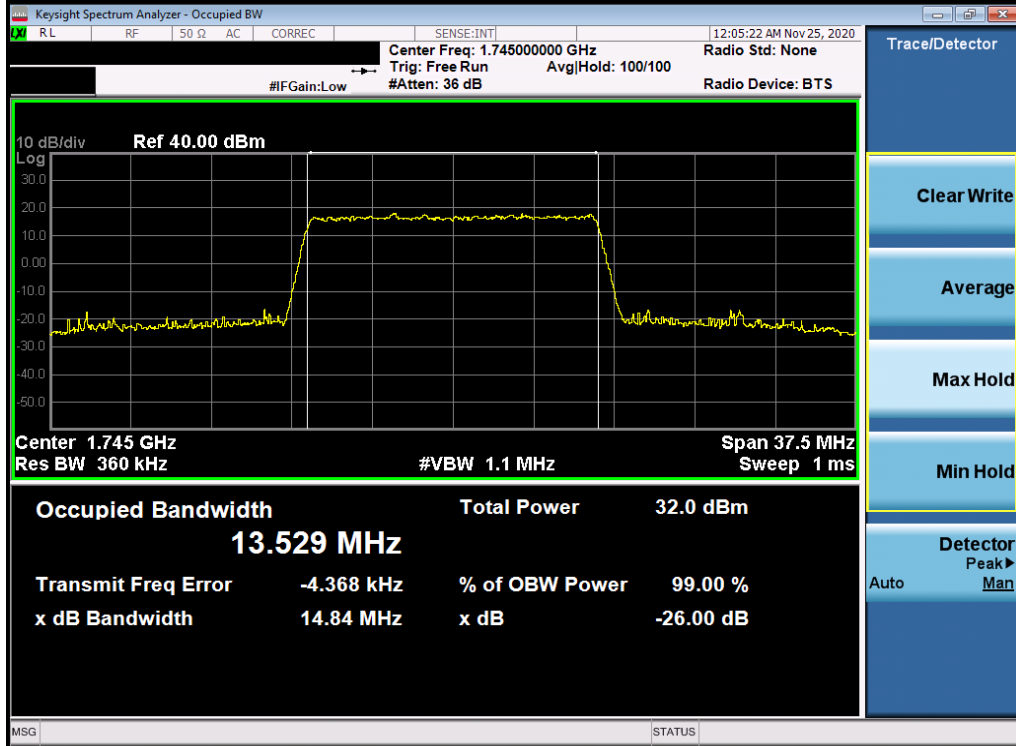 Keysight Spectrum Analyzer - Occupied BW
LXI RL RF 50 Ω AC CORREC SENSE:INT 12:05:22 AM Nov 25, 2020
Center Freq: 1.745000000 GHz Radio Std: None
Trig: Free Run Avg|Hold: 100/100
#IFGain:Low #Atten: 36 dB Radio Device: BTS
10 dB/div Ref 40.00 dBm
Log
30.0
20.0
10.0
0.00
-10.0
-20.0
-30.0
-40.0
-50.0
Center 1.745 GHz Span 37.5 MHz
Res BW 360 kHz #VBW 1.1 MHz Sweep 1 ms
Occupied Bandwidth Total Power 32.0 dBm
13.529 MHz
Transmit Freq Error -4.368 kHz % of OBW Power 99.00 %
x dB Bandwidth 14.84 MHz x dB -26.00 dB
Trace/Detector
Clear Write
Average
Max Hold
Min Hold
Detector
Peak▶
Auto Man
MSG STATUS